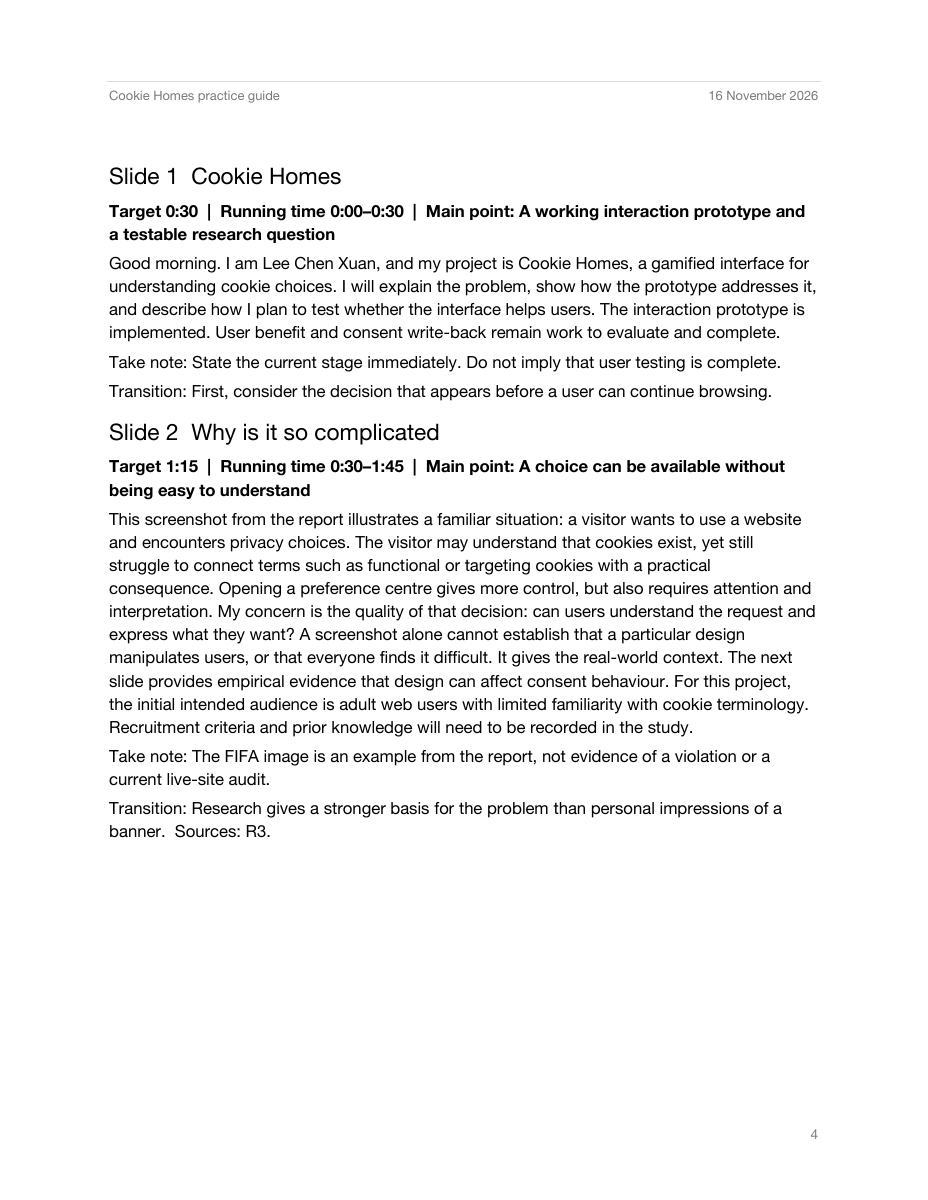 Cookie Homes practice guide
16 November 2026
Slide 1  Cookie Homes
Target 0:30 | Running time 0:00–0:30 | Main point: A working interaction prototype and
a testable research question
Good morning. I am Lee Chen Xuan, and my project is Cookie Homes, a gamified interface for
understanding cookie choices. I will explain the problem, show how the prototype addresses it,
and describe how I plan to test whether the interface helps users. The interaction prototype is
implemented. User benefit and consent write-back remain work to evaluate and complete.
Take note: State the current stage immediately. Do not imply that user testing is complete.
Transition: First, consider the decision that appears before a user can continue browsing.
Slide 2  Why is it so complicated
Target 1:15 | Running time 0:30–1:45 | Main point: A choice can be available without
being easy to understand
This screenshot from the report illustrates a familiar situation: a visitor wants to use a website
and encounters privacy choices. The visitor may understand that cookies exist, yet still
struggle to connect terms such as functional or targeting cookies with a practical
consequence. Opening a preference centre gives more control, but also requires attention and
interpretation. My concern is the quality of that decision: can users understand the request and
express what they want? A screenshot alone cannot establish that a particular design
manipulates users, or that everyone finds it difficult. It gives the real-world context. The next
slide provides empirical evidence that design can affect consent behaviour. For this project,
the initial intended audience is adult web users with limited familiarity with cookie terminology.
Recruitment criteria and prior knowledge will need to be recorded in the study.
Take note: The FIFA image is an example from the report, not evidence of a violation or a
current live-site audit.
Transition: Research gives a stronger basis for the problem than personal impressions of a
banner.  Sources: R3.
4